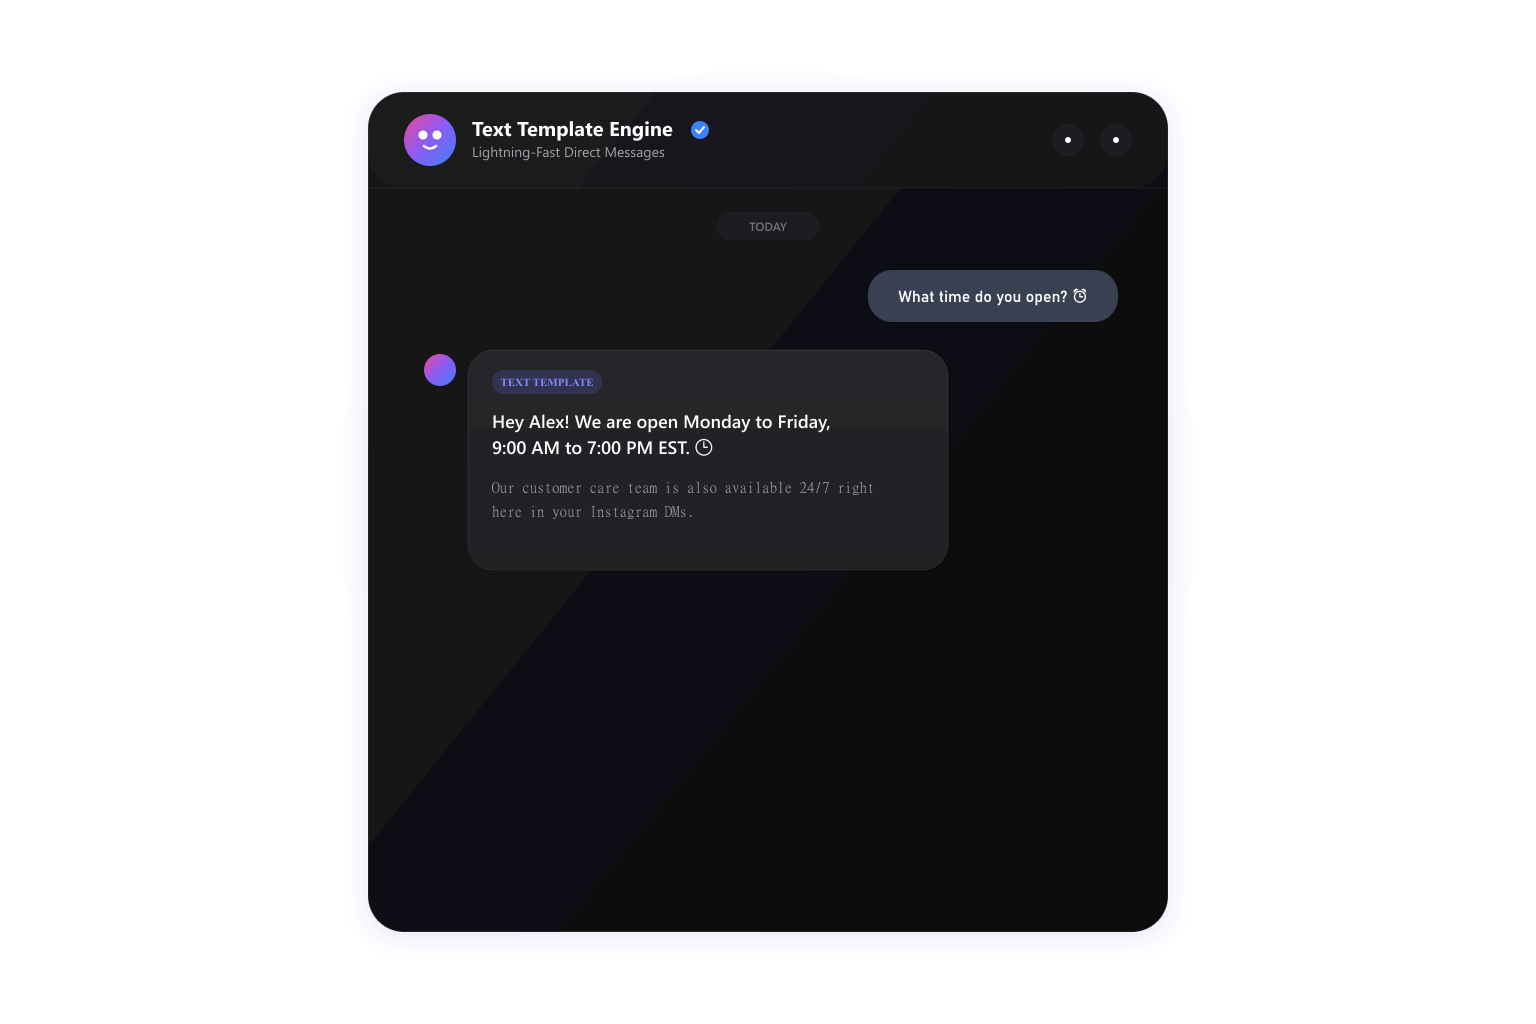 Text Template Engine
Lightning-Fast Direct Messages
TODAY
What time do you open? ⏰
TEXT TEMPLATE
Hey Alex! We are open Monday to Friday,
9:00 AM to 7:00 PM EST. 🕒
Our customer care team is also available 24/7 right
here in your Instagram DMs.